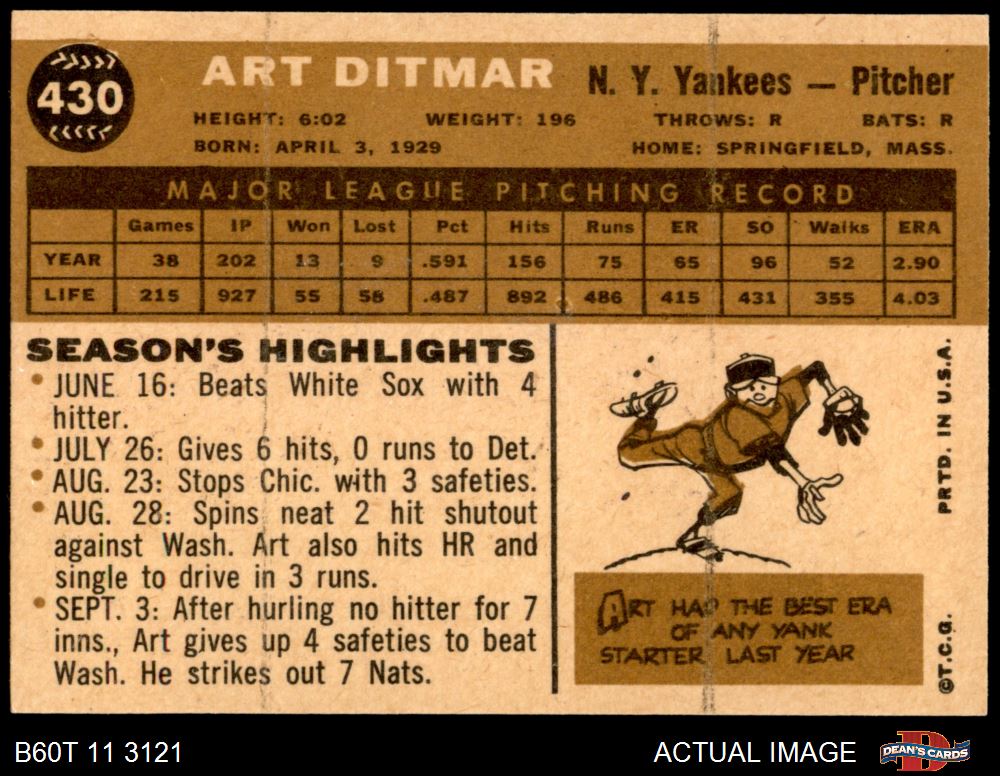 430
ART DITMAR
N. Y. Yankees — Pitcher
HEIGHT: 6:02 WEIGHT: 196 THROWS: R BATS: R
BORN: APRIL 3, 1929 HOME: SPRINGFIELD, MASS.
MAJOR LEAGUE PITCHING RECORD
Games IP Won Lost Pct Hits Runs ER SO Walks ERA
YEAR 38 202 13 9 .591 156 75 65 96 52 2.90
LIFE 215 927 55 58 .487 892 486 415 431 355 4.03
SEASON'S HIGHLIGHTS
• JUNE 16: Beats White Sox with 4
hitter.
• JULY 26: Gives 6 hits, 0 runs to Det.
• AUG. 23: Stops Chic. with 3 safeties.
• AUG. 28: Spins neat 2 hit shutout
against Wash. Art also hits HR and
single to drive in 3 runs.
• SEPT. 3: After hurling no hitter for 7
inns., Art gives up 4 safeties to beat
Wash. He strikes out 7 Nats.
ART HAD THE BEST ERA
OF ANY YANK
STARTER LAST YEAR
©T.C.G. PRTD. IN U.S.A.
B60T 11 3121
ACTUAL IMAGE
DEAN'S CARDS